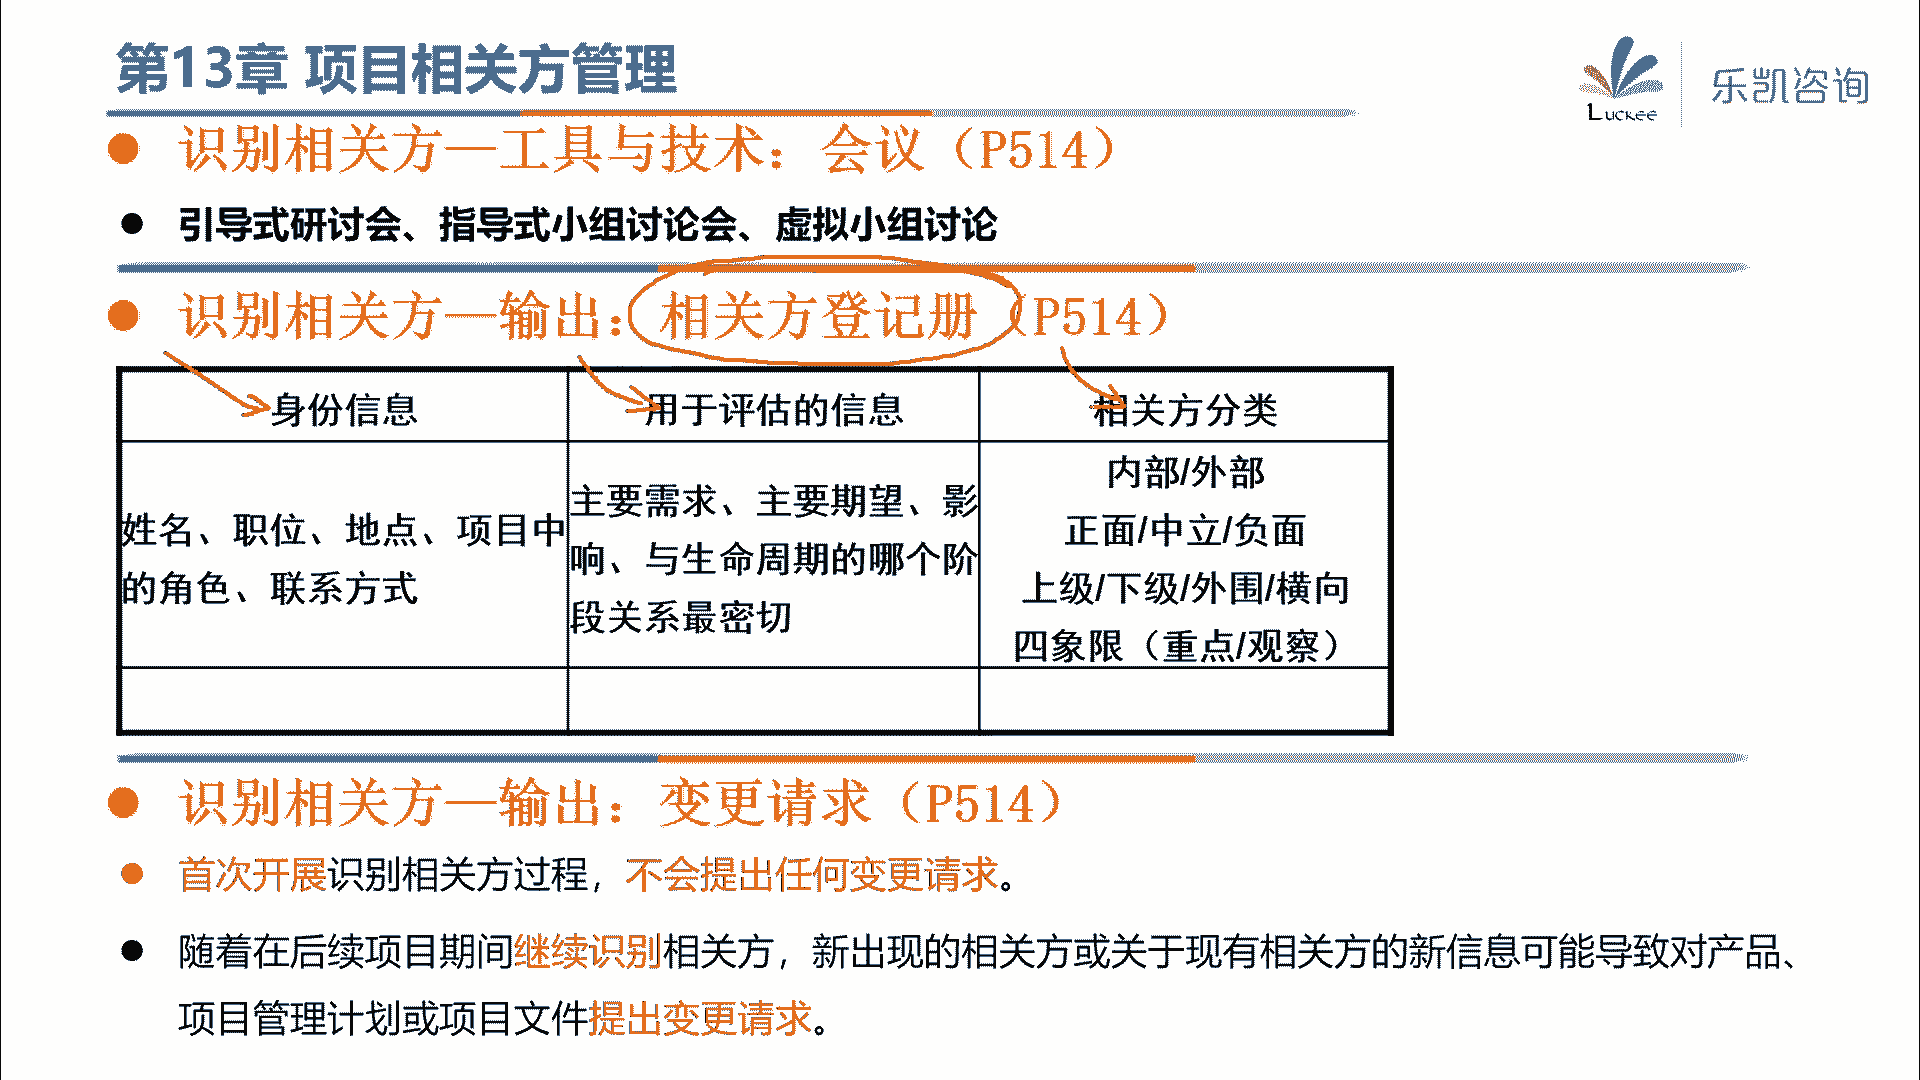 第13章 项目相关方管理
Luckee
乐凯咨询
识别相关方—工具与技术：会议（P514）
引导式研讨会、指导式小组讨论会、虚拟小组讨论
识别相关方—输出：相关方登记册（P514）
身份信息
用于评估的信息
相关方分类
姓名、职位、地点、项目中
的角色、联系方式
主要需求、主要期望、影
响、与生命周期的哪个阶
段关系最密切
内部/外部
正面/中立/负面
上级/下级/外围/横向
四象限（重点/观察）
识别相关方—输出：变更请求（P514）
首次开展识别相关方过程，不会提出任何变更请求。
随着在后续项目期间继续识别相关方，新出现的相关方或关于现有相关方的新信息可能导致对产品、
项目管理计划或项目文件提出变更请求。